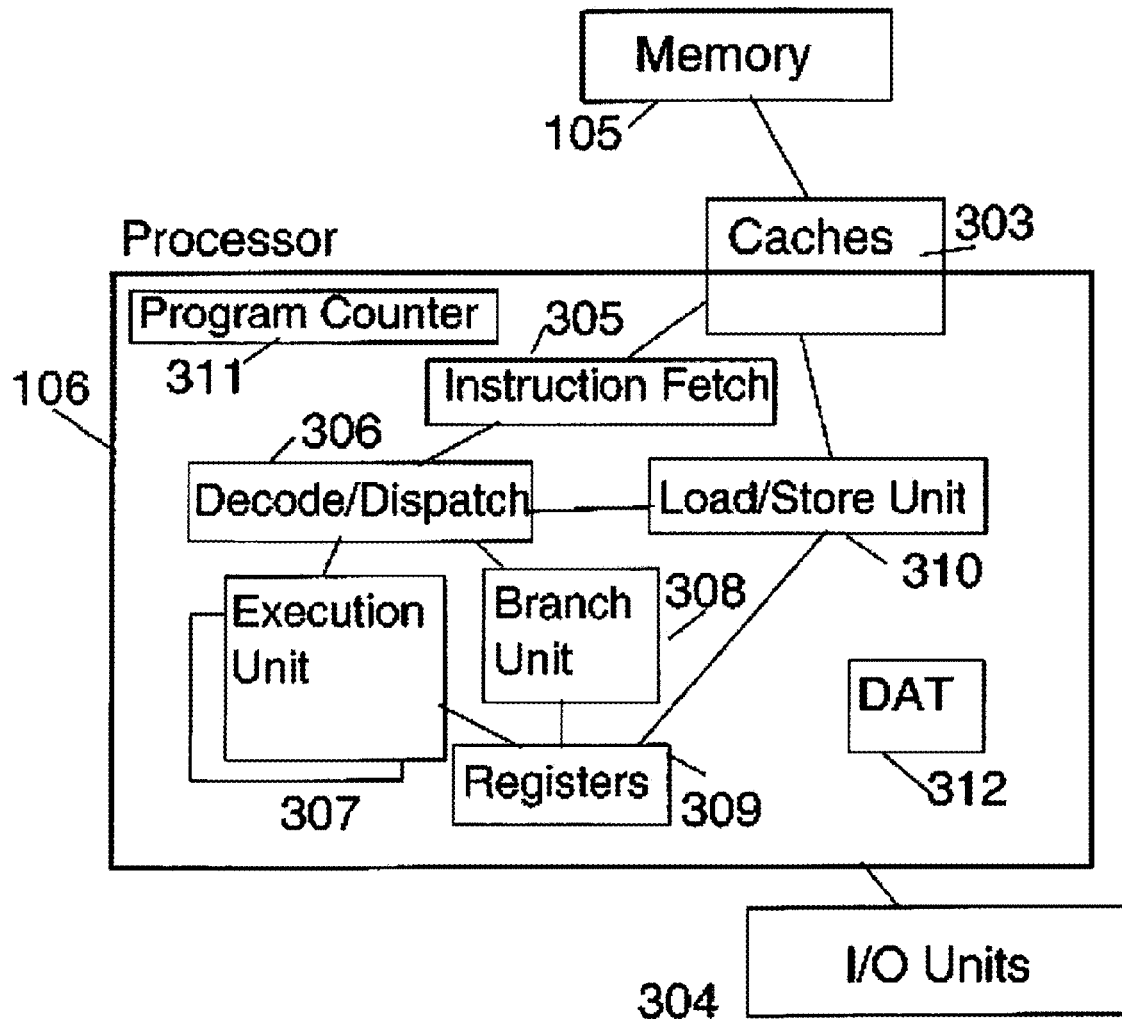 Memory
105
Caches
303
Processor
Program Counter
311
305
Instruction Fetch
106
306
Decode/Dispatch
Load/Store Unit
310
Execution
Unit
Branch
Unit
308
DAT
312
Registers
309
307
I/O Units
304